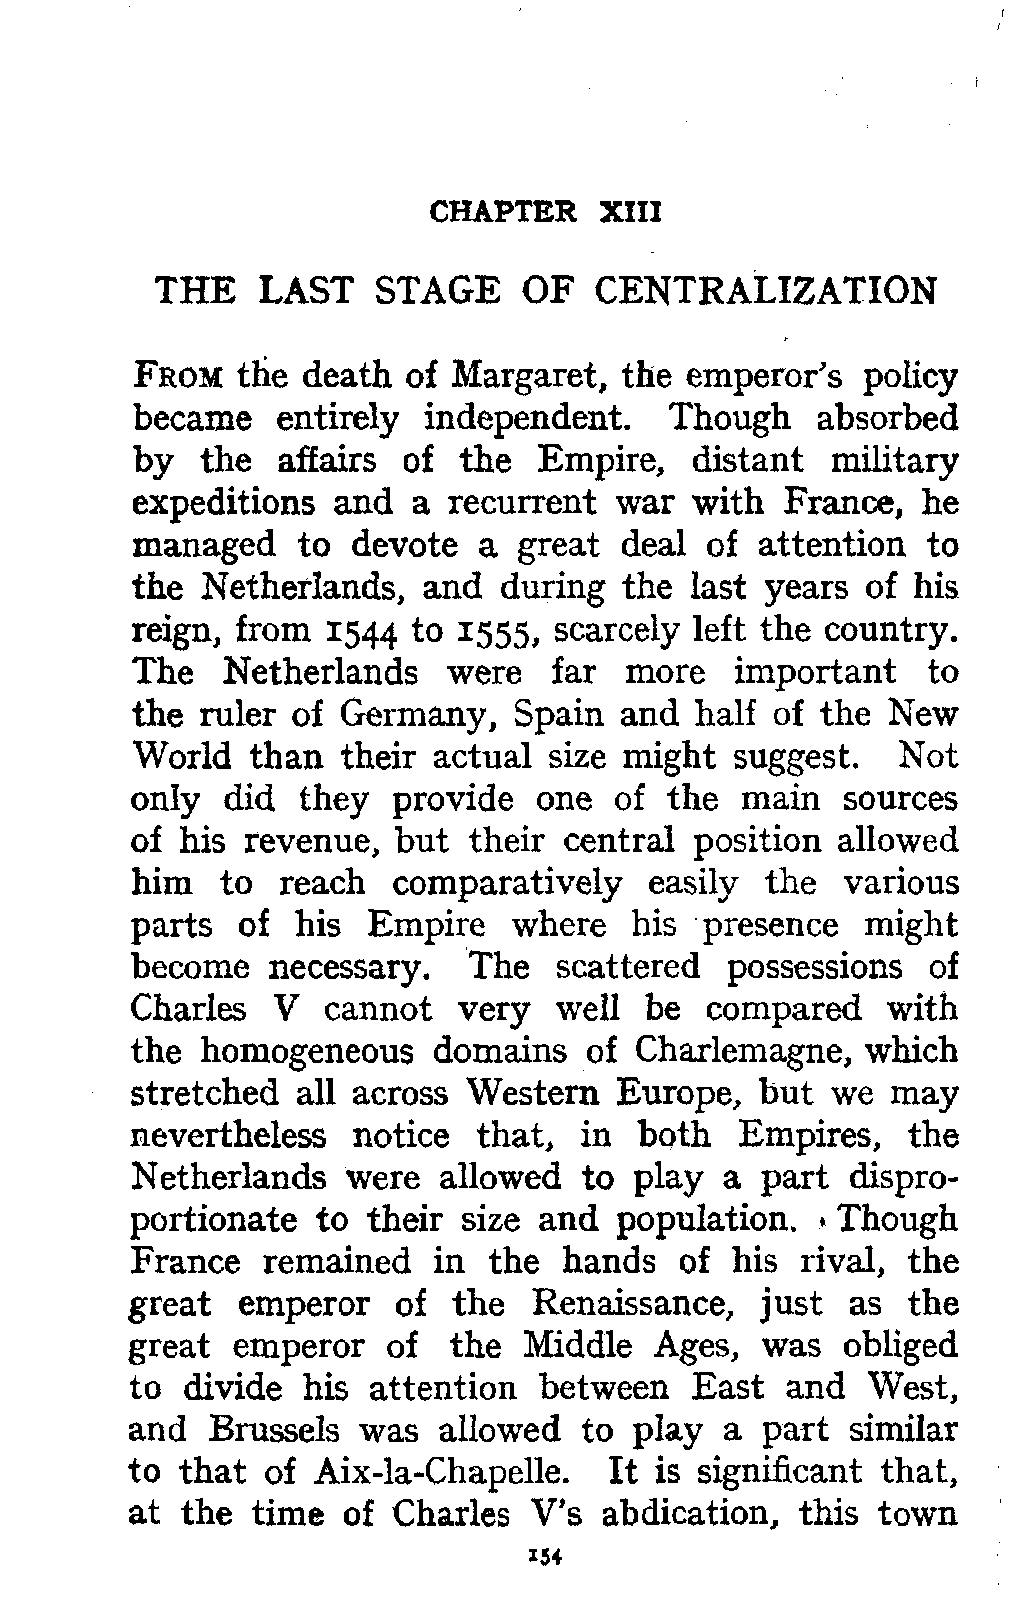 CHAPTER XIII
THE LAST STAGE OF CENTRALIZATION
FROM the death of Margaret, the emperor's policy
became entirely independent. Though absorbed
by the affairs of the Empire, distant military
expeditions and a recurrent war with France, he
managed to devote a great deal of attention to
the Netherlands, and during the last years of his
reign, from 1544 to 1555, scarcely left the country.
The Netherlands were far more important to
the ruler of Germany, Spain and half of the New
World than their actual size might suggest. Not
only did they provide one of the main sources
of his revenue, but their central position allowed
him to reach comparatively easily the various
parts of his Empire where his presence might
become necessary. The scattered possessions of
Charles V cannot very well be compared with
the homogeneous domains of Charlemagne, which
stretched all across Western Europe, but we may
nevertheless notice that, in both Empires, the
Netherlands were allowed to play a part dispro-
portionate to their size and population. Though
France remained in the hands of his rival, the
great emperor of the Renaissance, just as the
great emperor of the Middle Ages, was obliged
to divide his attention between East and West,
and Brussels was allowed to play a part similar
to that of Aix-la-Chapelle. It is significant that,
at the time of Charles V's abdication, this town
154